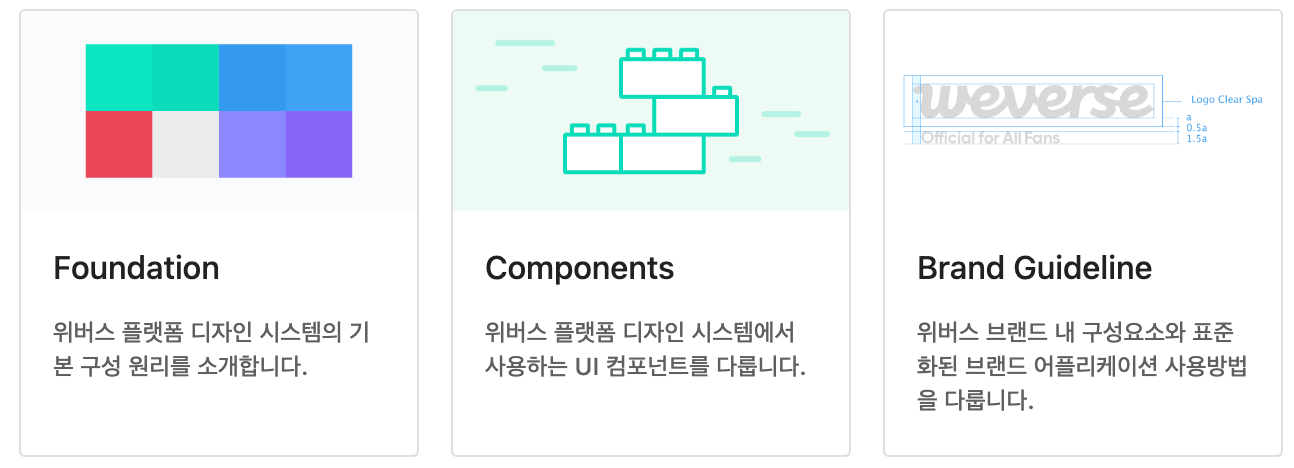 weverse
Official for All Fans
Logo Clear Spa
a
0.5a
1.5a
Foundation
위버스 플랫폼 디자인 시스템의 기
본 구성 원리를 소개합니다.
Components
위버스 플랫폼 디자인 시스템에서
사용하는 UI 컴포넌트를 다룹니다.
Brand Guideline
위버스 브랜드 내 구성요소와 표준
화된 브랜드 어플리케이션 사용방법
을 다룹니다.